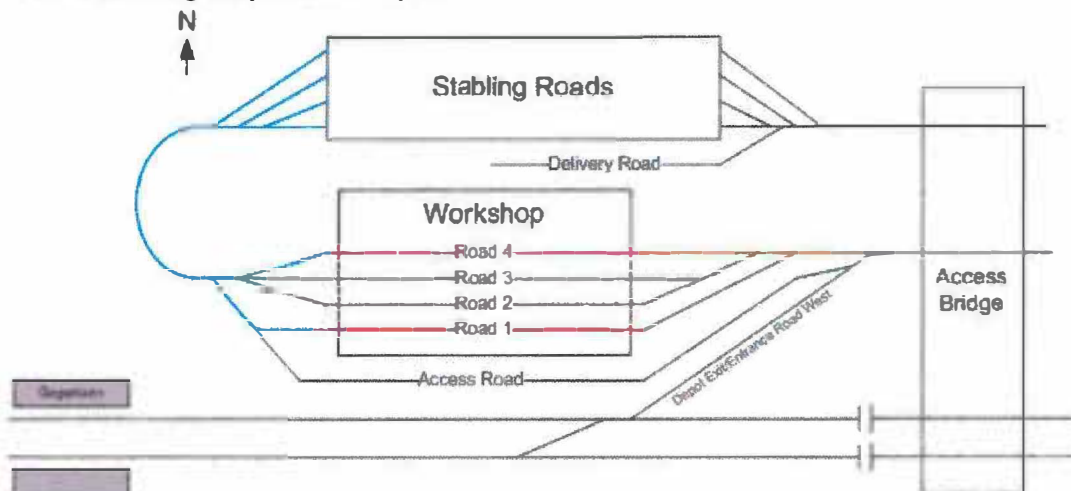 N
Stabling Roads
Delivery Road
Workshop
Road 4
Road 3
Road 2
Road 1
Access Road
Depot Exit/Entrance Road West
Access
Bridge